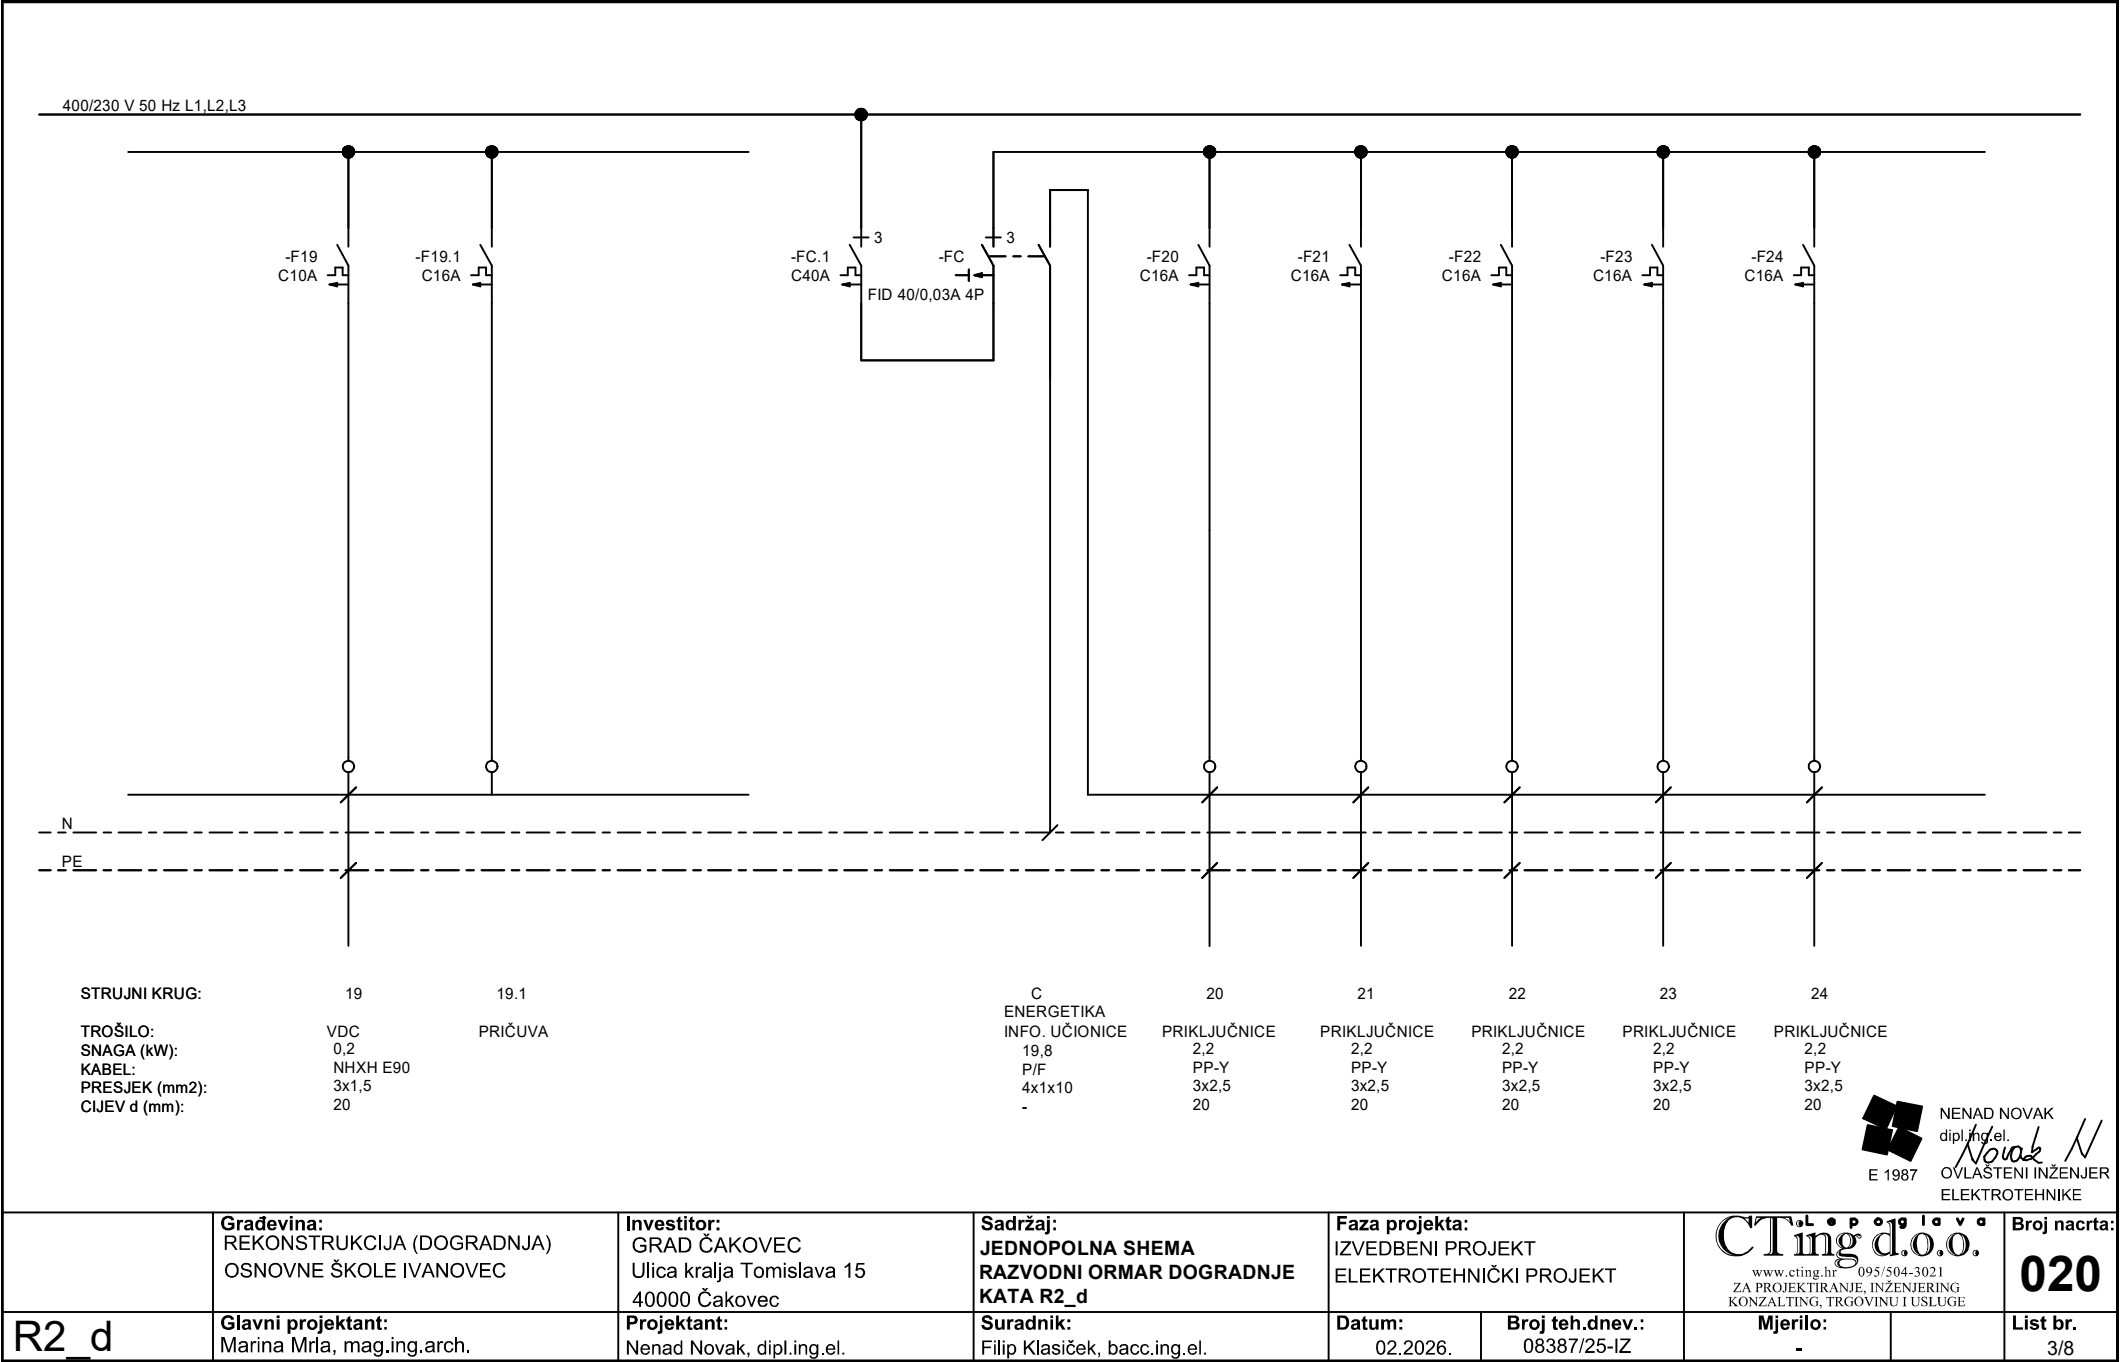 400/230 V 50 Hz L1,L2,L3
-F19
C10A
-F19.1
C16A
-FC.1
C40A
3
-FC
3
FID 40/0,03A 4P
-F20
C16A
-F21
C16A
-F22
C16A
-F23
C16A
-F24
C16A
N
PE
STRUJNI KRUG: 19 19.1 C 20 21 22 23 24
ENERGETIKA
TROŠILO: VDC PRIČUVA INFO. UČIONICE PRIKLJUČNICE PRIKLJUČNICE PRIKLJUČNICE PRIKLJUČNICE PRIKLJUČNICE
SNAGA (kW): 0,2 19,8 2,2 2,2 2,2 2,2 2,2
KABEL: NHXH E90 P/F PP-Y PP-Y PP-Y PP-Y PP-Y
PRESJEK (mm2): 3x1,5 4x1x10 3x2,5 3x2,5 3x2,5 3x2,5 3x2,5
CIJEV d (mm): 20 - 20 20 20 20 20
NENAD NOVAK
dipl.ing.el.
Novak N
E 1987
OVLAŠTENI INŽENJER
ELEKTROTEHNIKE
Građevina:
REKONSTRUKCIJA (DOGRADNJA)
OSNOVNE ŠKOLE IVANOVEC
Investitor:
GRAD ČAKOVEC
Ulica kralja Tomislava 15
40000 Čakovec
Sadržaj:
JEDNOPOLNA SHEMA
RAZVODNI ORMAR DOGRADNJE
KATA R2_d
Faza projekta:
IZVEDBENI PROJEKT
ELEKTROTEHNIČKI PROJEKT
Lepoglava
CTing d.o.o.
www.cting.hr 095/504-3021
ZA PROJEKTIRANJE, INŽENJERING
KONZALTING, TRGOVINU I USLUGE
Broj nacrta:
020
R2_d
Glavni projektant:
Marina Mrla, mag.ing.arch.
Projektant:
Nenad Novak, dipl.ing.el.
Suradnik:
Filip Klasiček, bacc.ing.el.
Datum:
02.2026.
Broj teh.dnev.:
08387/25-IZ
Mjerilo:
-
List br.
3/8